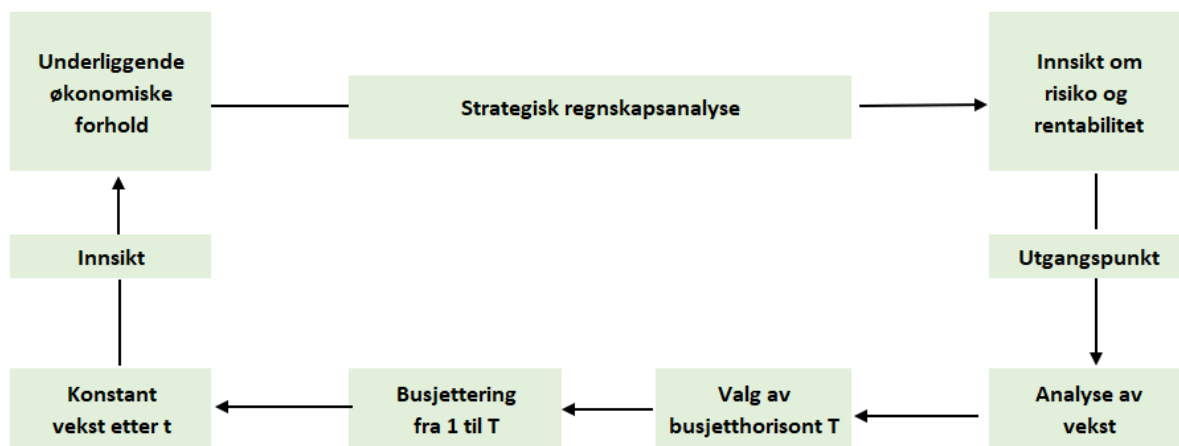 Underliggende
økonomiske
forhold
Strategisk regnskapsanalyse
Innsikt om
risiko og
rentabilitet
Innsikt
Utgangspunkt
Konstant
vekst etter t
Busjettering
fra 1 til T
Valg av
busjetthorisont T
Analyse av
vekst